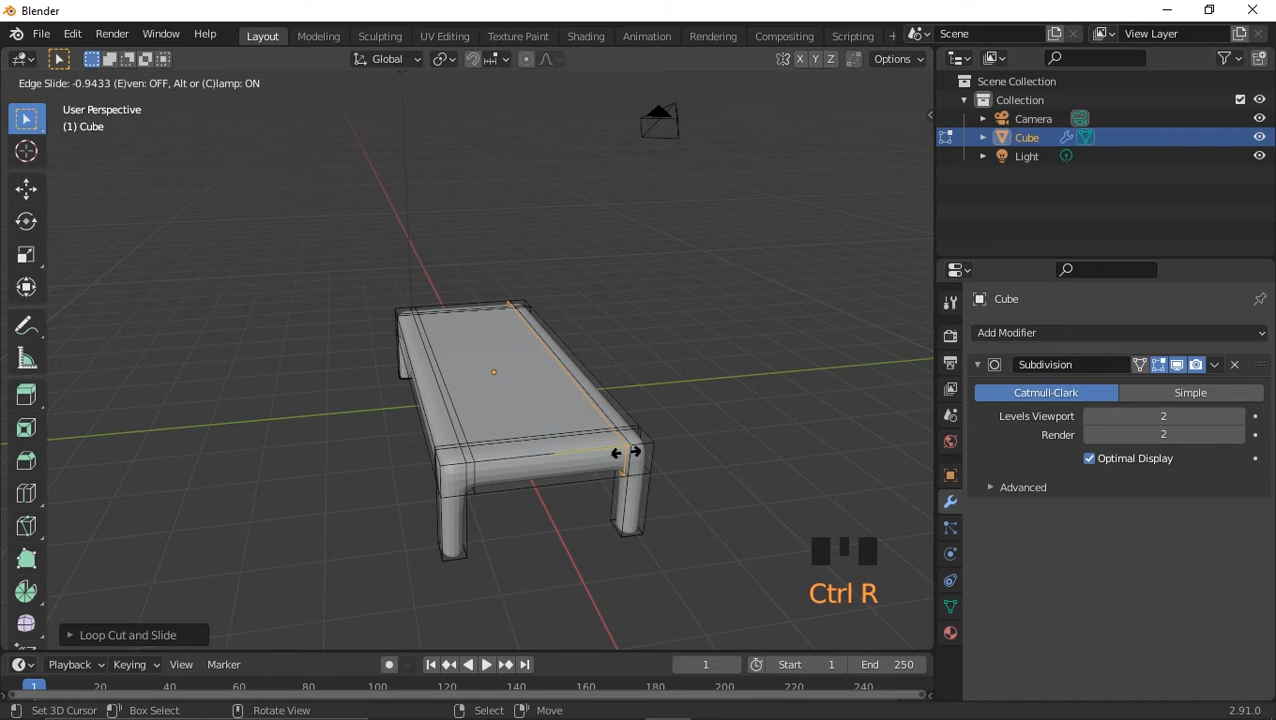 Blender
File Edit Render Window Help
Layout Modeling Sculpting UV Editing Texture Paint Shading Animation Rendering Compositing Scripting
Scene
View Layer
Global
X Y Z
Options
Edge Slide: -0.9433 (E)ven: OFF, Alt or (C)lamp: ON
User Perspective
(1) Cube
Scene Collection
Collection
Camera
Cube
Light
Cube
Add Modifier
Subdivision
Catmull-Clark Simple
Levels Viewport 2
Render 2
Optimal Display
Advanced
Ctrl R
Loop Cut and Slide
Playback Keying View Marker
1
Start 1
End 250
1 20 40 60 80 100 120 140 160 180 200 220 240
Set 3D Cursor Box Select Rotate View Select Move
2.91.0